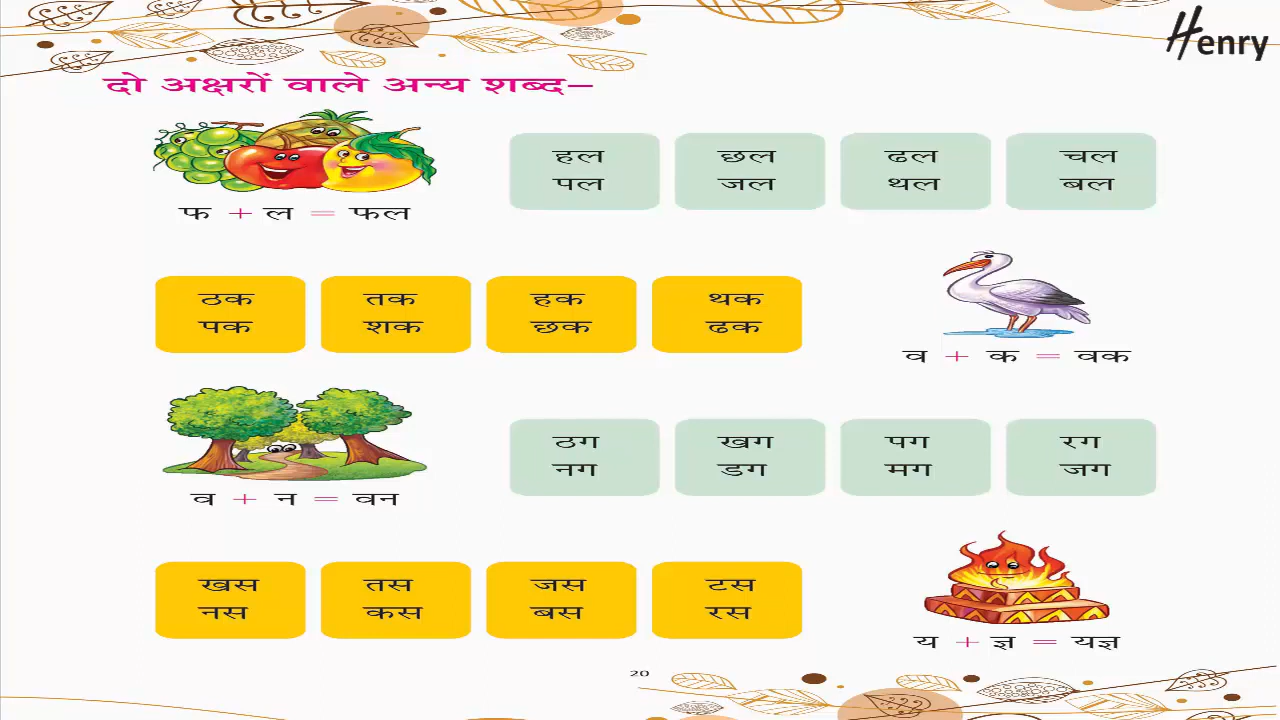 Henry
दो अक्षरों वाले अन्य शब्द–
हल छल ढल चल
पल जल थल बल
फ + ल = फल
ठक तक हक थक
पक शक छक ढक
व + क = वक
ठग खग पग रग
नग डग मग जग
व + न = वन
खस तस जस टस
नस कस बस रस
य + ज्ञ = यज्ञ
20